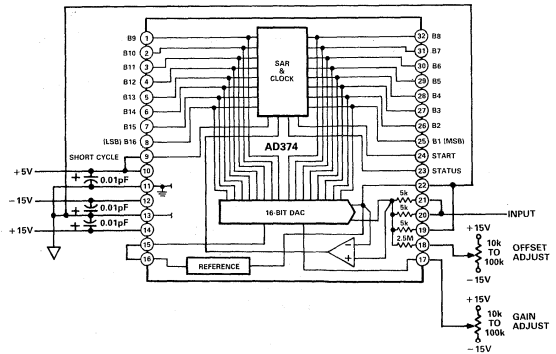 B9 1
B10 2
B11 3
B12 4
B13 5
B14 6
B15 7
(LSB) B16 8
SHORT CYCLE 9
+5V 10
0.01pF
11
-15V 12
0.01pF
13
0.01pF
+15V 14
15
16
SAR
&
CLOCK
AD374
16-BIT DAC
REFERENCE
32 B8
31 B7
30 B6
29 B5
28 B4
27 B3
26 B2
25 B1 (MSB)
24 START
23 STATUS
22
5k 21
5k 20 INPUT
5k 19
2.5M 18
17
+15V
10k
TO
100k
OFFSET
ADJUST
-15V
+15V
10k
TO
100k
GAIN
ADJUST
-15V